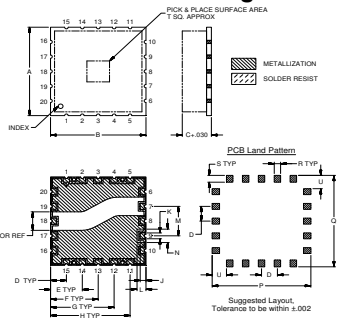 PICK & PLACE SURFACE AREA
T SQ. APPROX
15 14 13 12 11
16 10
17 9
18 8
19 7
20 6
1 2 3 4 5
A
INDEX
B
C+.030
METALLIZATION
SOLDER RESIST
PCB Land Pattern
S TYP
R TYP
U
Q
D
U
D
P
Suggested Layout,
Tolerance to be within ±.002
1 2 3 4 5
20 6
19 7
18 8
17 9
16 10
15 14 13 12 11
K
M
N
J
L
OR REF
D TYP
E TYP
F TYP
G TYP
H TYP